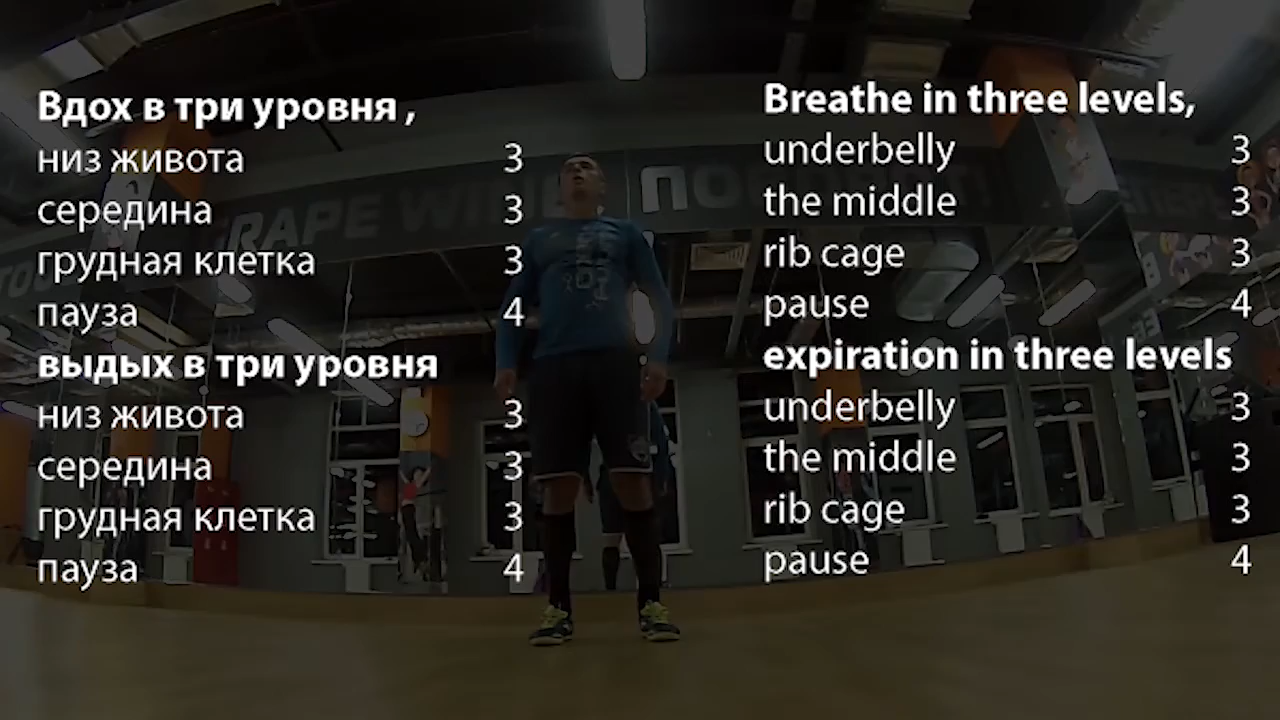 Вдох в три уровня ,
низ живота 3
середина 3
грудная клетка 3
пауза 4
выдых в три уровня
низ живота 3
середина 3
грудная клетка 3
пауза 4
Breathe in three levels,
underbelly 3
the middle 3
rib cage 3
pause 4
expiration in three levels
underbelly 3
the middle 3
rib cage 3
pause 4